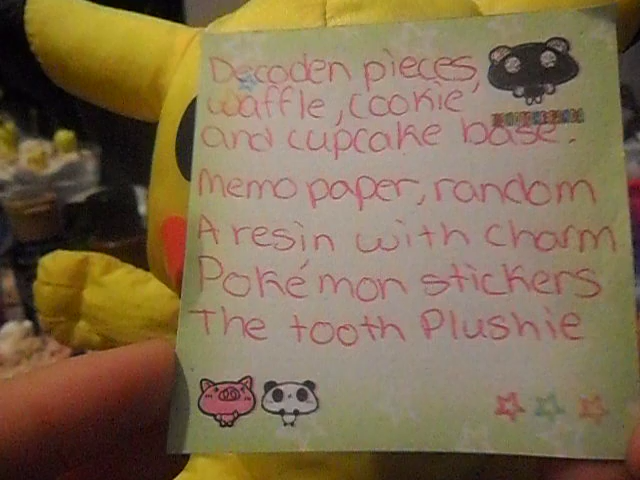 Decoden pieces,
waffle, cookie
and cupcake base.
Memo paper, random
A resin with charm
Pokémon stickers
The tooth Plushie